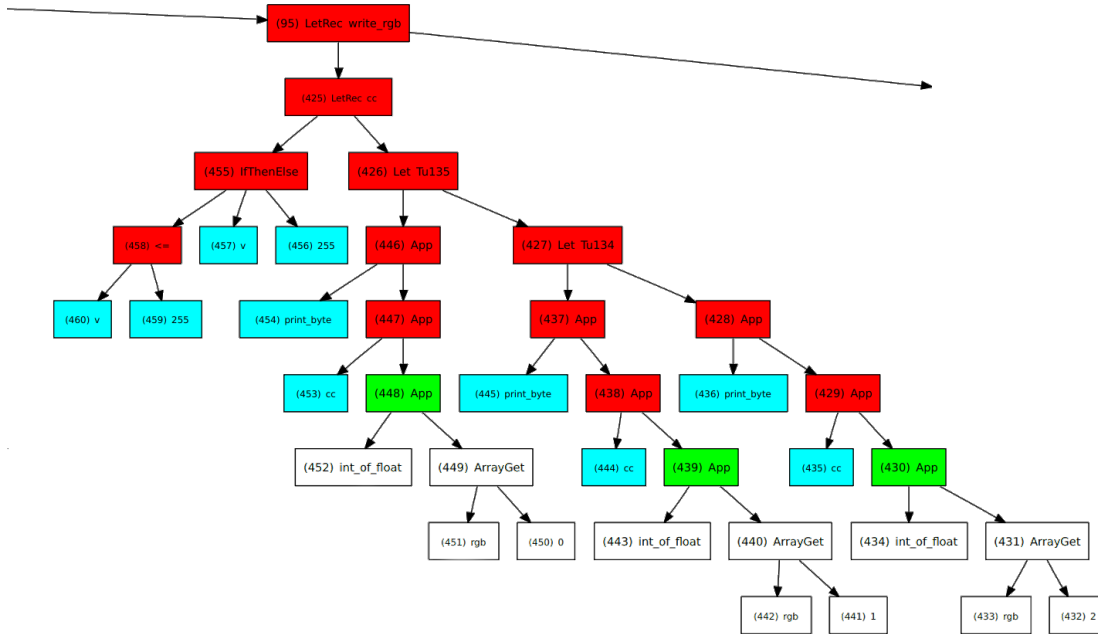 (95) LetRec write_rgb
(425) LetRec cc
(455) IfThenElse
(426) Let Tu135
(458) <=
(457) v
(456) 255
(446) App
(427) Let Tu134
(460) v
(459) 255
(454) print_byte
(447) App
(437) App
(428) App
(453) cc
(448) App
(445) print_byte
(438) App
(436) print_byte
(429) App
(452) int_of_float
(449) ArrayGet
(444) cc
(439) App
(435) cc
(430) App
(451) rgb
(450) 0
(443) int_of_float
(440) ArrayGet
(434) int_of_float
(431) ArrayGet
(442) rgb
(441) 1
(433) rgb
(432) 2